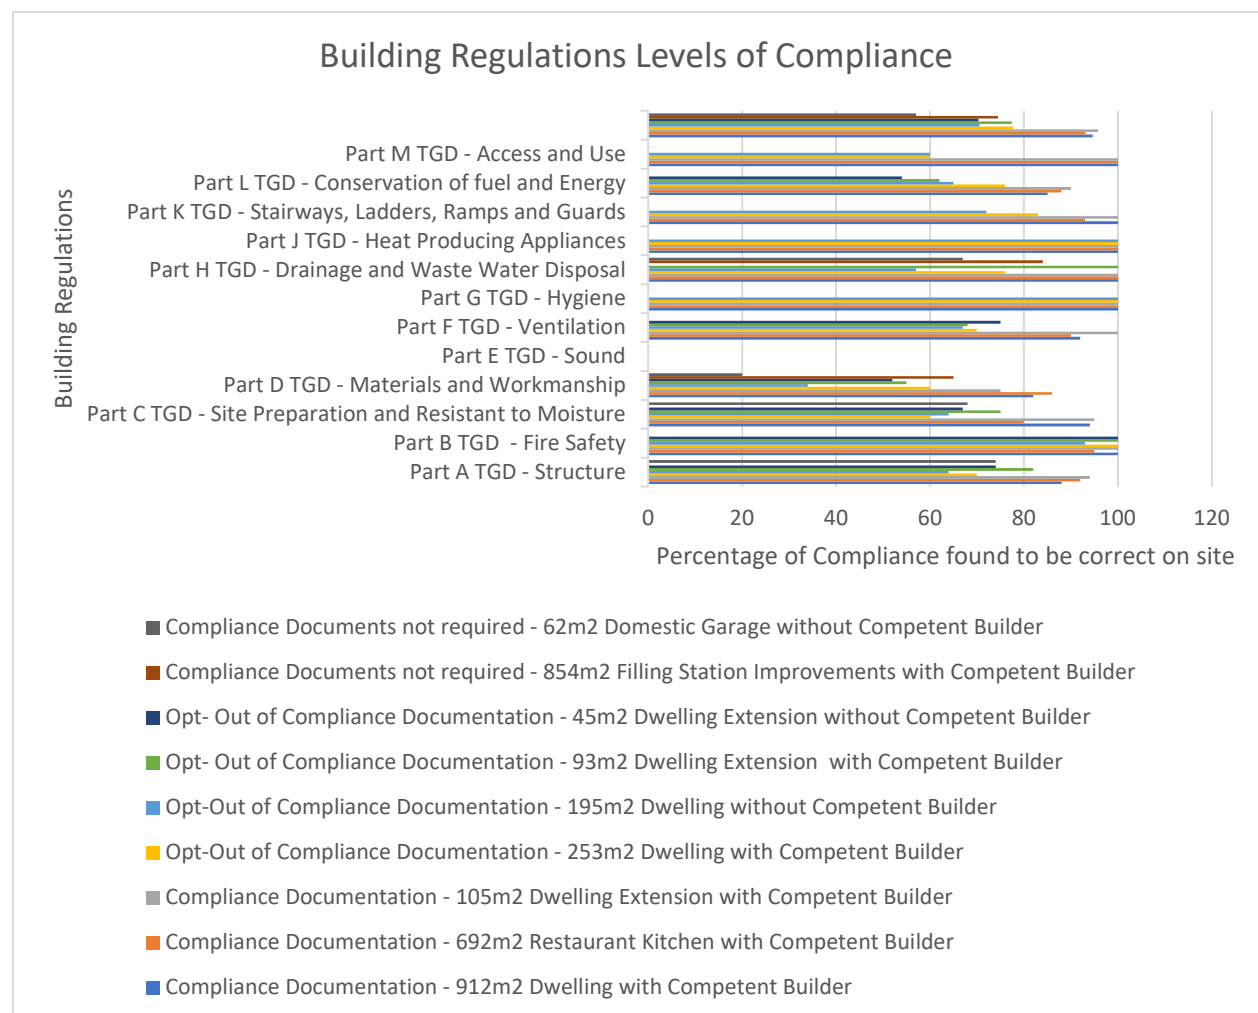 Building Regulations Levels of Compliance
Building Regulations
Part M TGD - Access and Use
Part L TGD - Conservation of fuel and Energy
Part K TGD - Stairways, Ladders, Ramps and Guards
Part J TGD - Heat Producing Appliances
Part H TGD - Drainage and Waste Water Disposal
Part G TGD - Hygiene
Part F TGD - Ventilation
Part E TGD - Sound
Part D TGD - Materials and Workmanship
Part C TGD - Site Preparation and Resistant to Moisture
Part B TGD  - Fire Safety
Part A TGD - Structure
0 20 40 60 80 100 120
Percentage of Compliance found to be correct on site
Compliance Documents not required - 62m2 Domestic Garage without Competent Builder
Compliance Documents not required - 854m2 Filling Station Improvements with Competent Builder
Opt- Out of Compliance Documentation - 45m2 Dwelling Extension without Competent Builder
Opt- Out of Compliance Documentation - 93m2 Dwelling Extension  with Competent Builder
Opt-Out of Compliance Documentation - 195m2 Dwelling without Competent Builder
Opt-Out of Compliance Documentation - 253m2 Dwelling with Competent Builder
Compliance Documentation - 105m2 Dwelling Extension with Competent Builder
Compliance Documentation - 692m2 Restaurant Kitchen with Competent Builder
Compliance Documentation - 912m2 Dwelling with Competent Builder